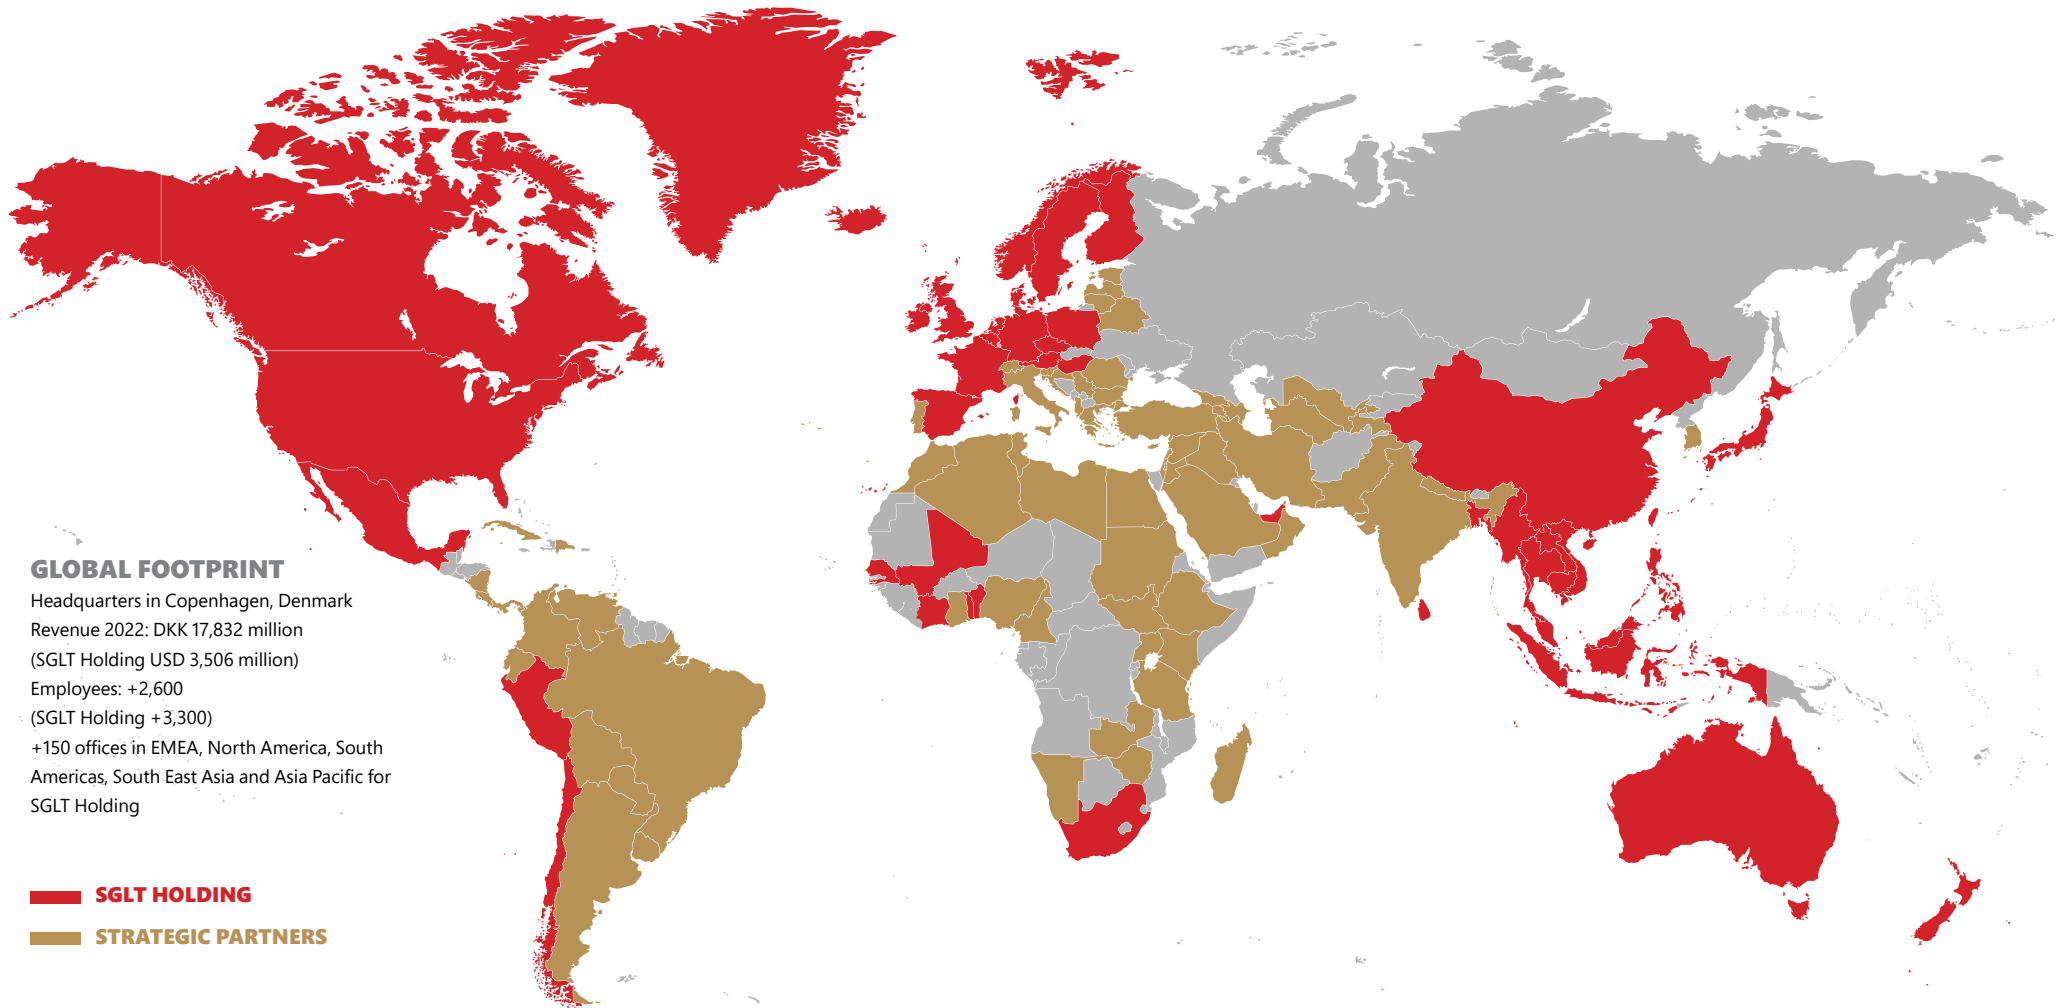 GLOBAL FOOTPRINT
Headquarters in Copenhagen, Denmark
Revenue 2022: DKK 17,832 million
(SGLT Holding USD 3,506 million)
Employees: +2,600
(SGLT Holding +3,300)
+150 offices in EMEA, North America, South
Americas, South East Asia and Asia Pacific for
SGLT Holding
SGLT HOLDING
STRATEGIC PARTNERS